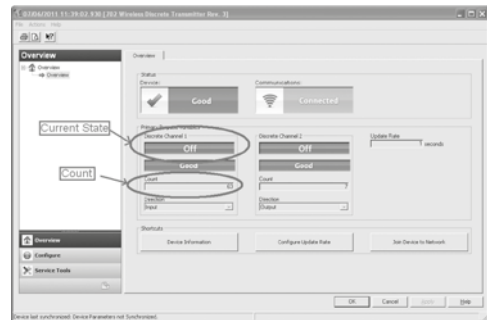 02/06/2011 11:39:02.930 [702 Wireless Discrete Transmitter Rev. 3]
File Actions Help
Overview
Overview
Overview
Overview
Status
Device:
Communications:
Good
Connected
Discrete Channel 1
Discrete Channel 2
Update Rate
Off
Off
seconds
Good
Good
Count
Count
Direction
Direction
Input
Output
Current State
Count
Shortcuts
Device Information
Configure Update Rate
Join Device to Network
Overview
Configure
Service Tools
OK
Cancel
Apply
Help
Device last synchronized: Device Parameters not Synchronized.